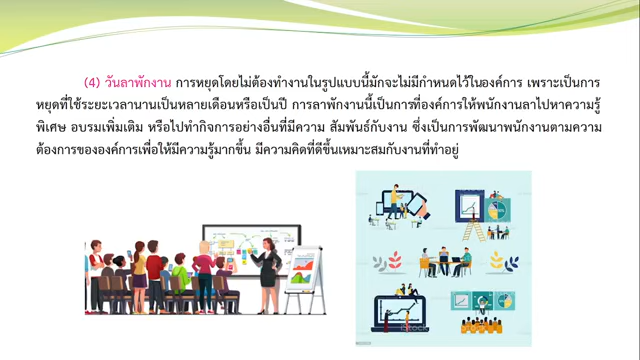 (4) วันลาพักงาน การหยุดโดยไม่ต้องทำงานในรูปแบบนี้มักจะไม่มีกำหนดไว้ในองค์การ เพราะเป็นการ
หยุดที่ใช้ระยะเวลานานเป็นหลายเดือนหรือเป็นปี การลาพักงานนี้เป็นการที่องค์การให้พนักงานลาไปหาความรู้
พิเศษ อบรมเพิ่มเติม หรือไปทำกิจการอย่างอื่นที่มีความ สัมพันธ์กับงาน ซึ่งเป็นการพัฒนาพนักงานตามความ
ต้องการขององค์การเพื่อให้มีความรู้มากขึ้น มีความคิดที่ดีขึ้นเหมาะสมกับงานที่ทำอยู่